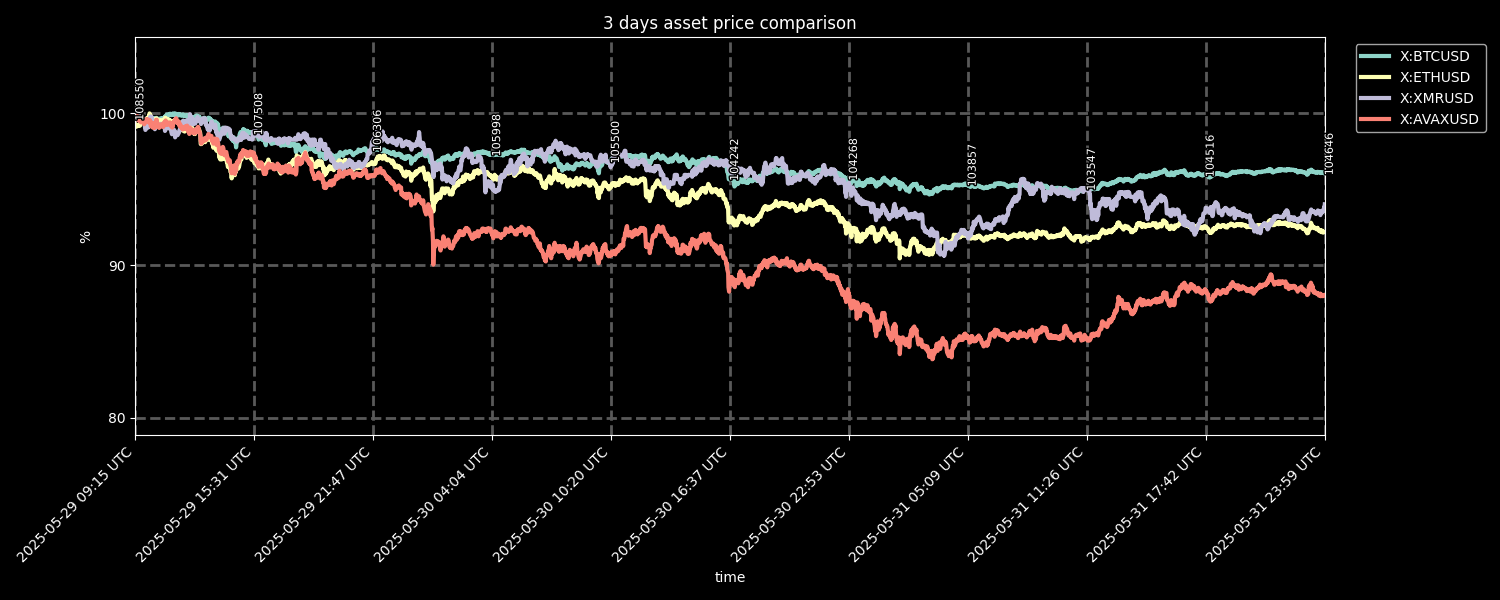 3 days asset price comparison
X:BTCUSD
X:ETHUSD
X:XMRUSD
X:AVAXUSD
%
100
90
80
108550
107508
106306
105998
105500
104242
104268
103857
103547
104516
104646
2025-05-29 09:15 UTC
2025-05-29 15:31 UTC
2025-05-29 21:47 UTC
2025-05-30 04:04 UTC
2025-05-30 10:20 UTC
2025-05-30 16:37 UTC
2025-05-30 22:53 UTC
2025-05-31 05:09 UTC
2025-05-31 11:26 UTC
2025-05-31 17:42 UTC
2025-05-31 23:59 UTC
time